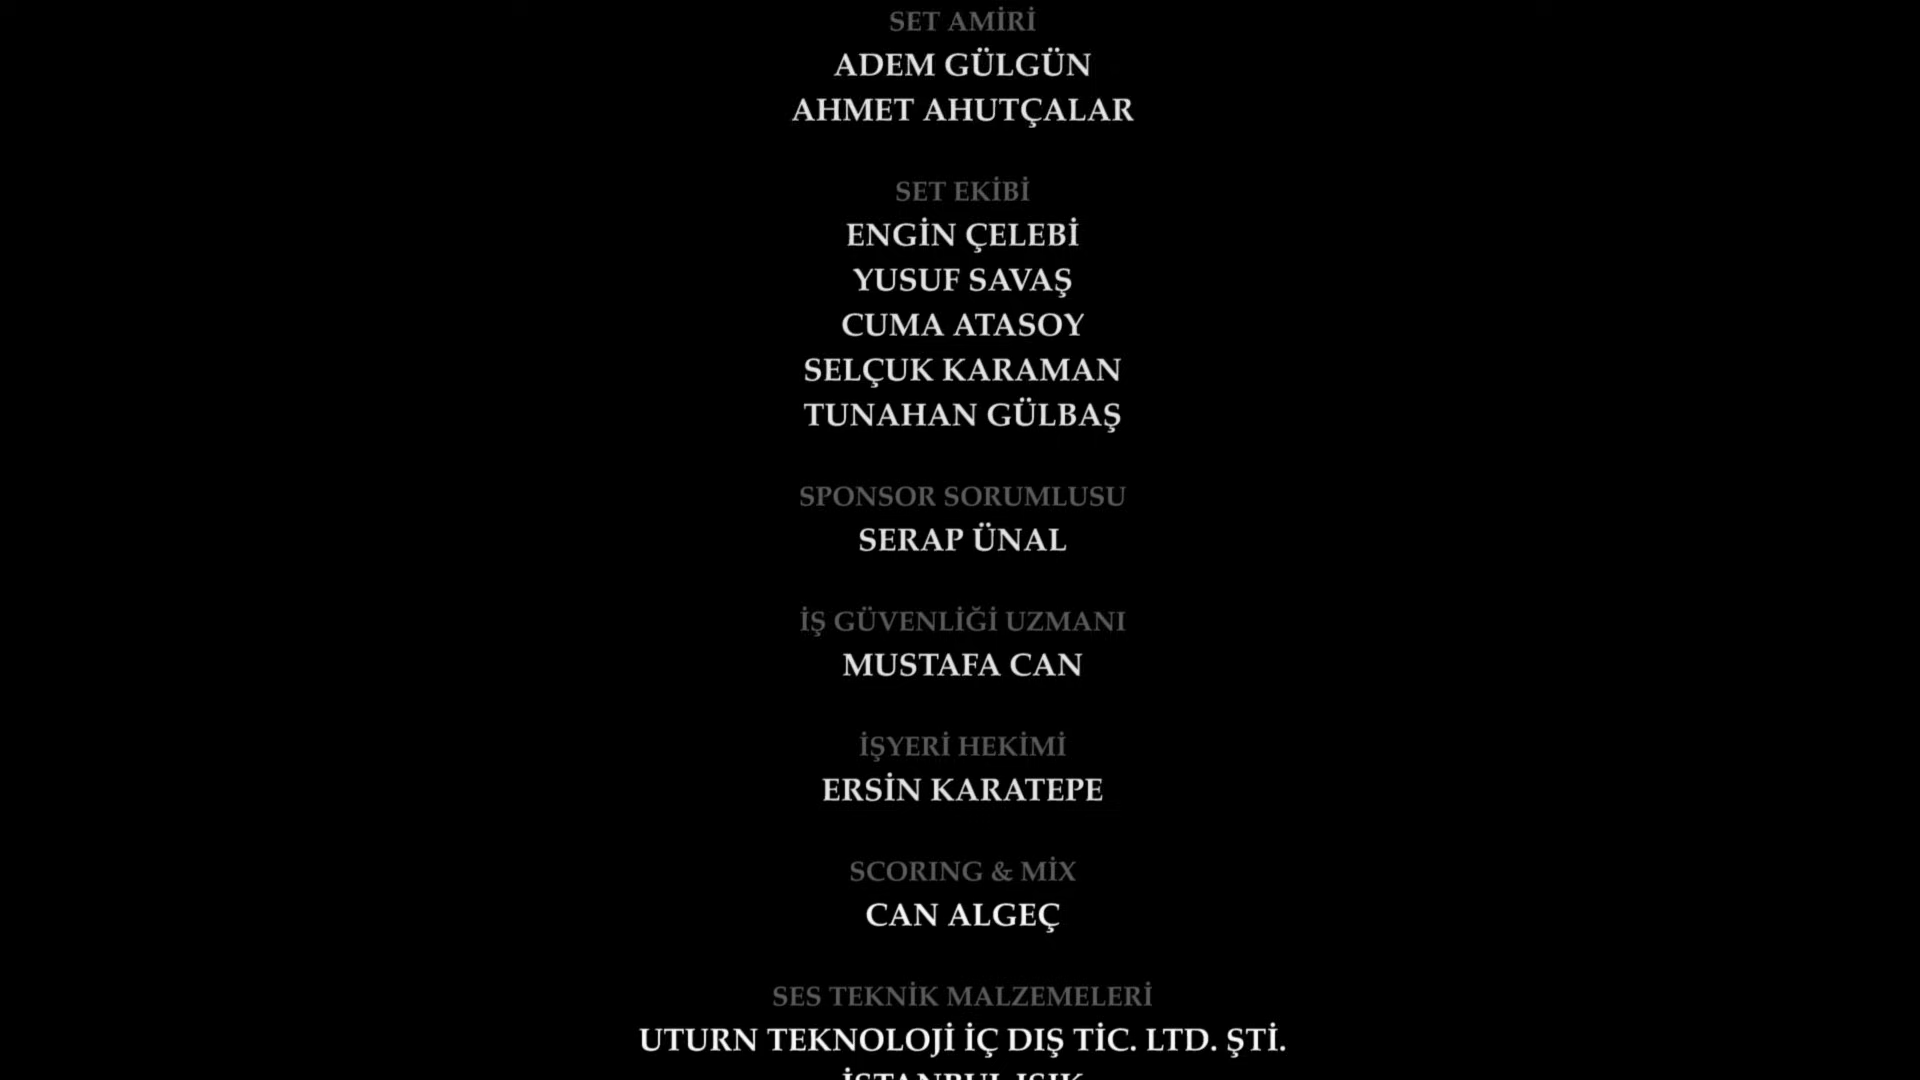 SET AMİRİ
ADEM GÜLGÜN
AHMET AHUTÇALAR
SET EKİBİ
ENGİN ÇELEBİ
YUSUF SAVAŞ
CUMA ATASOY
SELÇUK KARAMAN
TUNAHAN GÜLBAŞ
SPONSOR SORUMLUSU
SERAP ÜNAL
İŞ GÜVENLİĞİ UZMANI
MUSTAFA CAN
İŞYERİ HEKİMİ
ERSİN KARATEPE
SCORING & MİX
CAN ALGEÇ
SES TEKNİK MALZEMELERİ
UTURN TEKNOLOJİ İÇ DIŞ TİC. LTD. ŞTİ.
İSTANBUL IŞIK